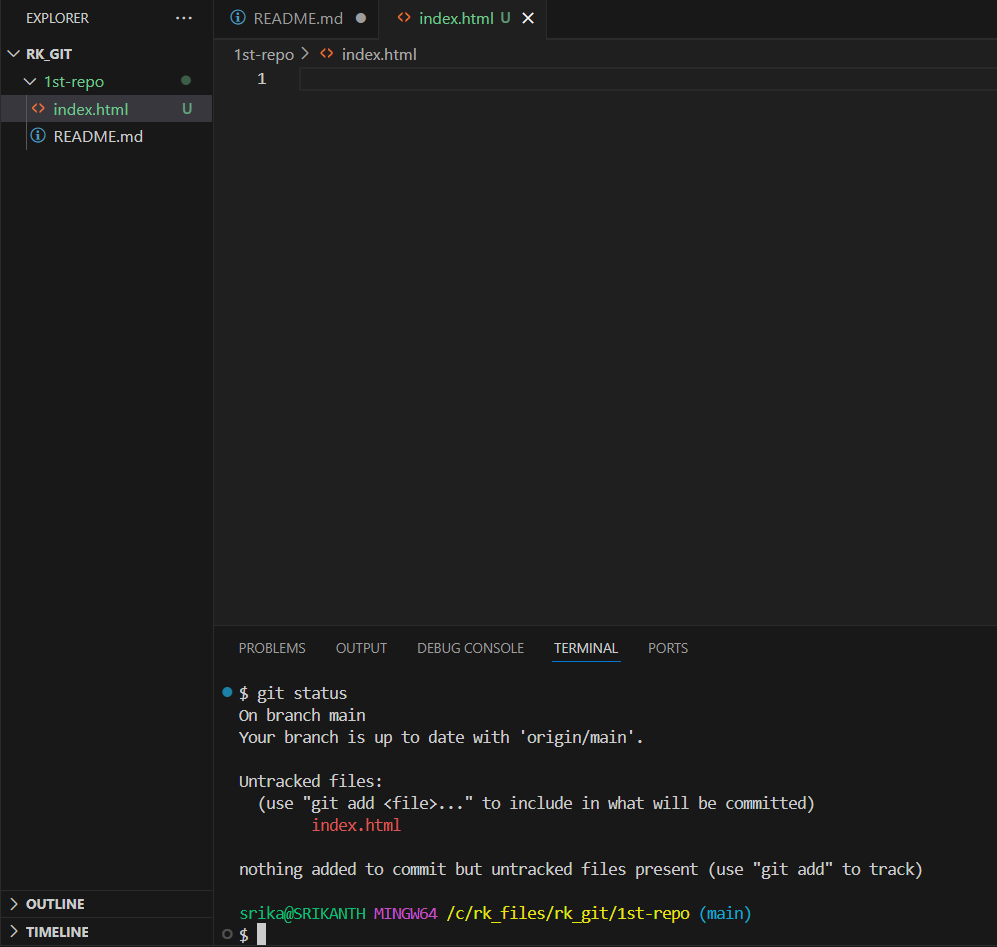 EXPLORER
RK_GIT
1st-repo
index.html U
README.md
OUTLINE
TIMELINE
README.md
index.html U
1st-repo index.html
1
PROBLEMS OUTPUT DEBUG CONSOLE TERMINAL PORTS
$ git status
On branch main
Your branch is up to date with 'origin/main'.
Untracked files:
(use "git add <file>..." to include in what will be committed)
index.html
nothing added to commit but untracked files present (use "git add" to track)
srika@SRIKANTH MINGW64 /c/rk_files/rk_git/1st-repo (main)
$